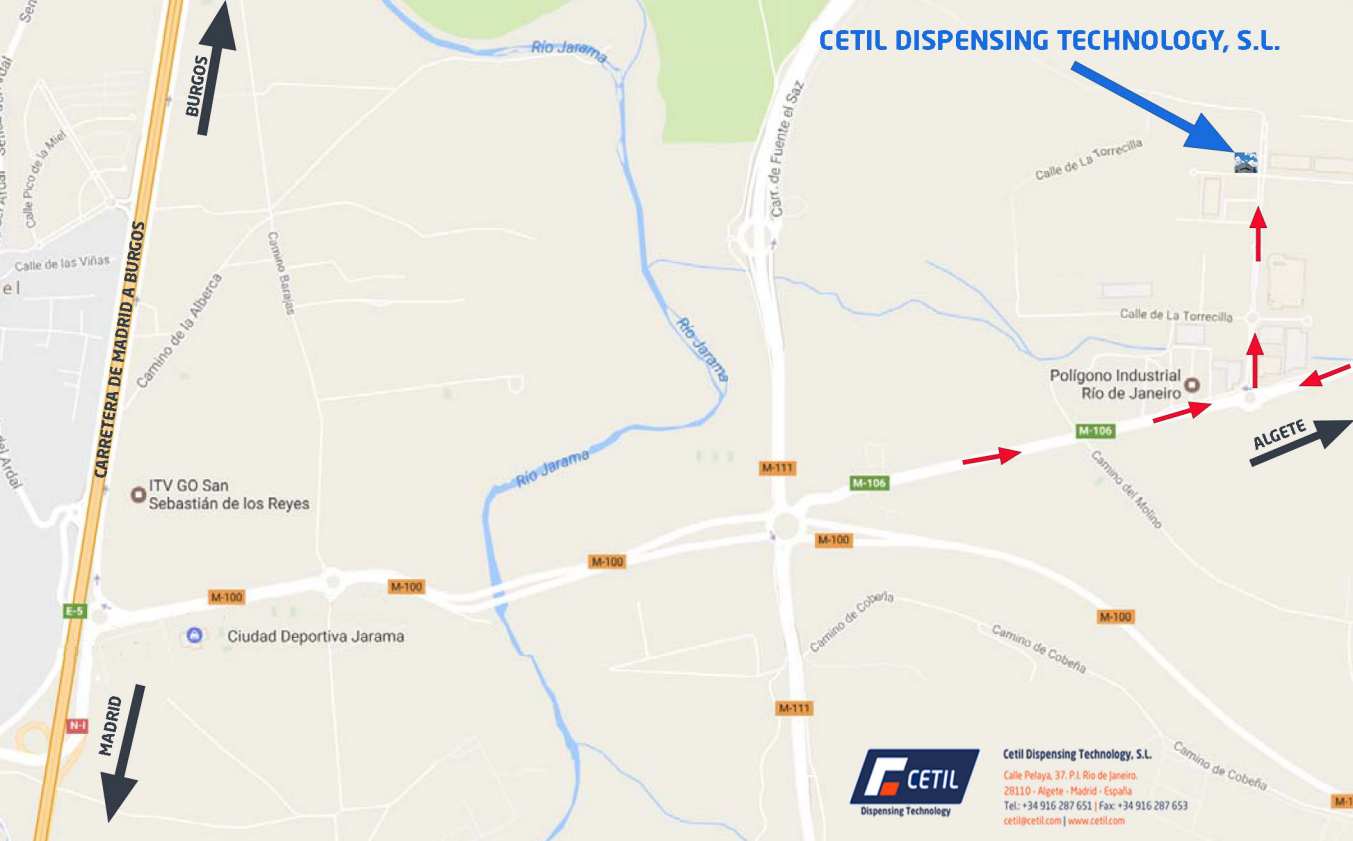 CETIL DISPENSING TECHNOLOGY, S.L.
Río Jarama
BURGOS
Calle Pico de la Miel
Carr. de Fuente el Saz
Calle de La Torrecilla
CARRETERA DE MADRID A BURGOS
Calle de las Viñas
el
Camino Barajas
Camino de la Alberca
Río Jarama
Calle de La Torrecilla
Polígono Industrial
Río de Janeiro
M-106
ALGETE
Río Jarama
M-111
M-106
Camino del Molino
ITV GO San
Sebastián de los Reyes
del Ardal
M-100
M-100
M-100
M-100
E-5
Ciudad Deportiva Jarama
Camino de Cobeña
Camino de Cobeña
M-100
MADRID
N-I
M-111
Camino de Cobeña
M-1
CETIL
Dispensing Technology
Cetil Dispensing Technology, S.L.
Calle Pelaya, 37. P.I. Rio de Janeiro.
28110 - Algete - Madrid - España
Tel.: +34 916 287 651 | Fax: +34 916 287 653
cetil@cetil.com | www.cetil.com